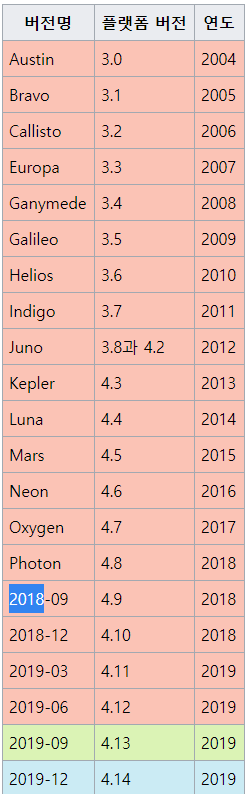 버전명 플랫폼 버전 연도
Austin 3.0 2004
Bravo 3.1 2005
Callisto 3.2 2006
Europa 3.3 2007
Ganymede 3.4 2008
Galileo 3.5 2009
Helios 3.6 2010
Indigo 3.7 2011
Juno 3.8과 4.2 2012
Kepler 4.3 2013
Luna 4.4 2014
Mars 4.5 2015
Neon 4.6 2016
Oxygen 4.7 2017
Photon 4.8 2018
2018-09 4.9 2018
2018-12 4.10 2018
2019-03 4.11 2019
2019-06 4.12 2019
2019-09 4.13 2019
2019-12 4.14 2019